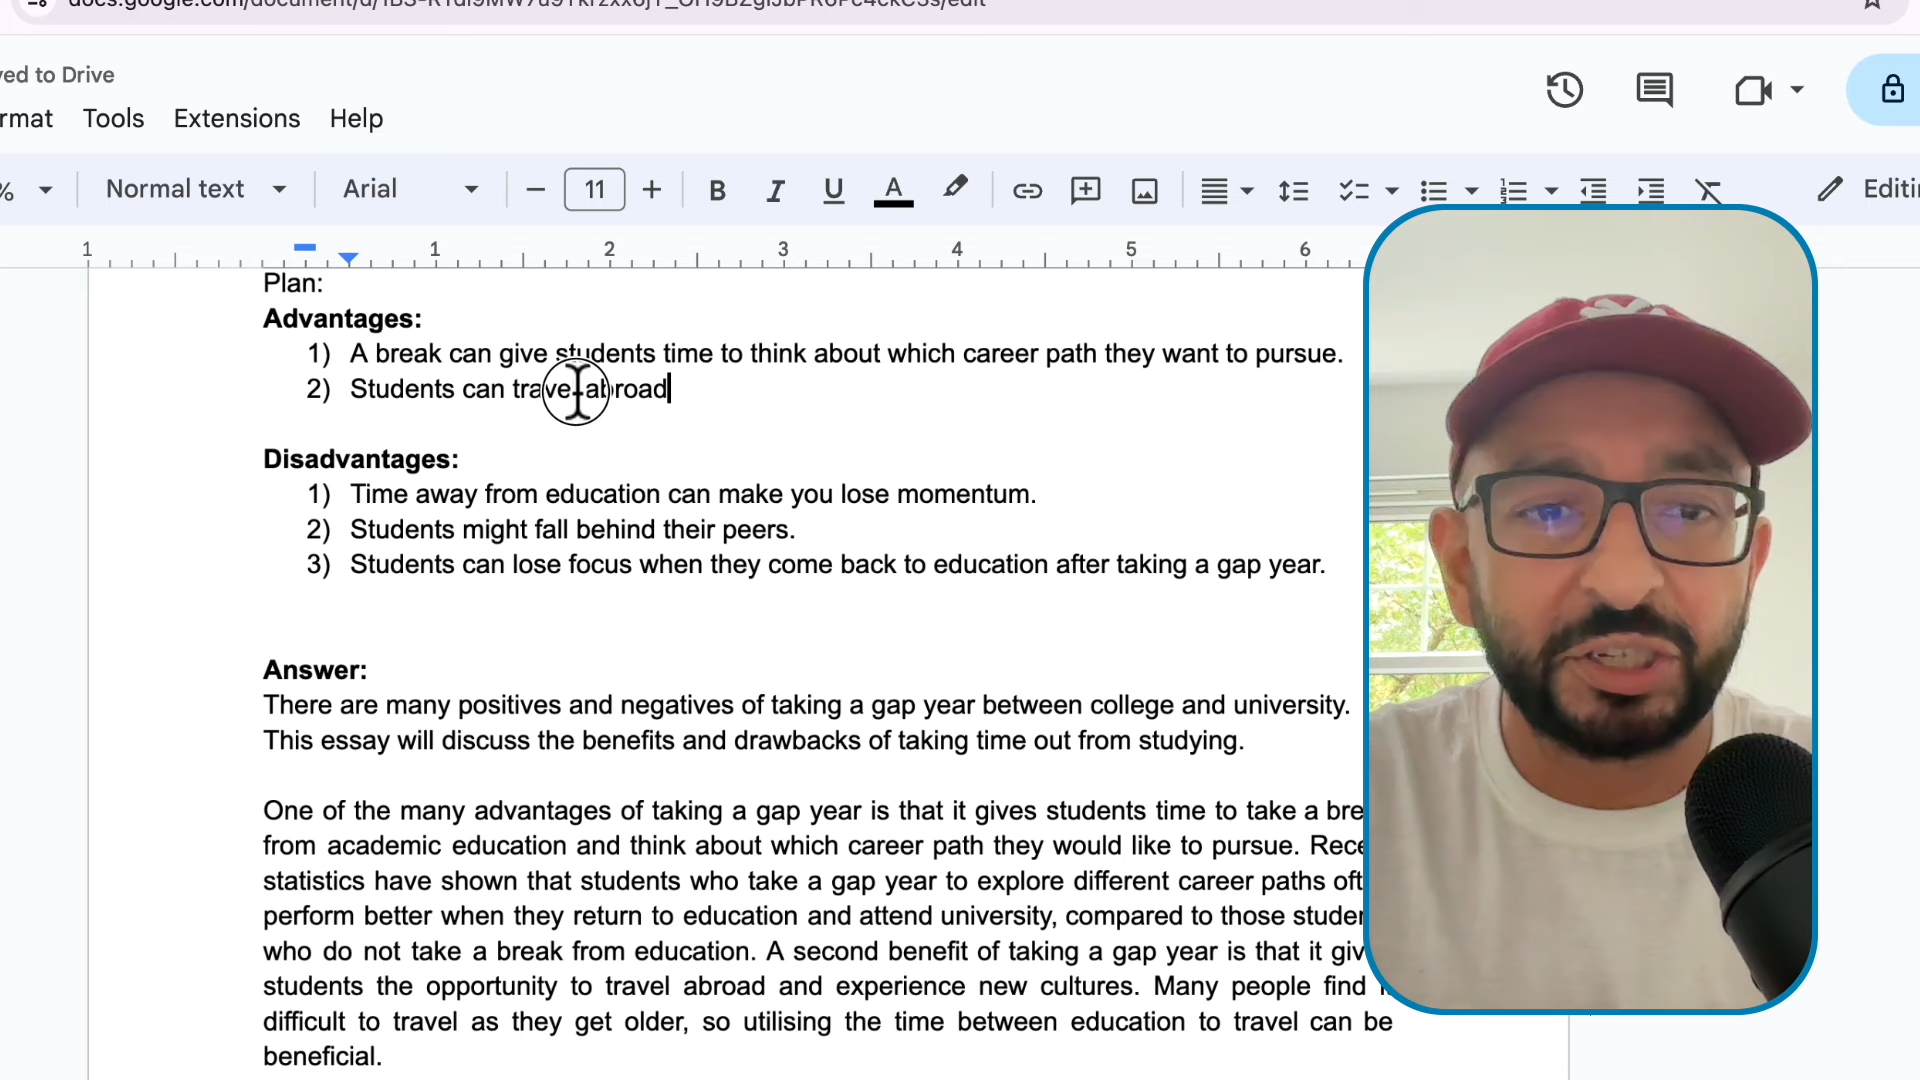 Tools Extensions Help
to Drive
Normal text Arial 11 B I U A
1 1 2 3 4 5 6
Plan:
Advantages:
1) A break can give students time to think about which career path they want to pursue.
2) Students can travel abroad
Disadvantages:
1) Time away from education can make you lose momentum.
2) Students might fall behind their peers.
3) Students can lose focus when they come back to education after taking a gap year.
Answer:
There are many positives and negatives of taking a gap year between college and university.
This essay will discuss the benefits and drawbacks of taking time out from studying.
One of the many advantages of taking a gap year is that it gives students time to take a
from academic education and think about which career path they would like to pursue.
statistics have shown that students who take a gap year to explore different career paths
perform better when they return to education and attend university, compared to those
who do not take a break from education. A second benefit of taking a gap year is that it
students the opportunity to travel abroad and experience new cultures. Many people find
difficult to travel as they get older, so utilising the time between education to travel can be
beneficial.